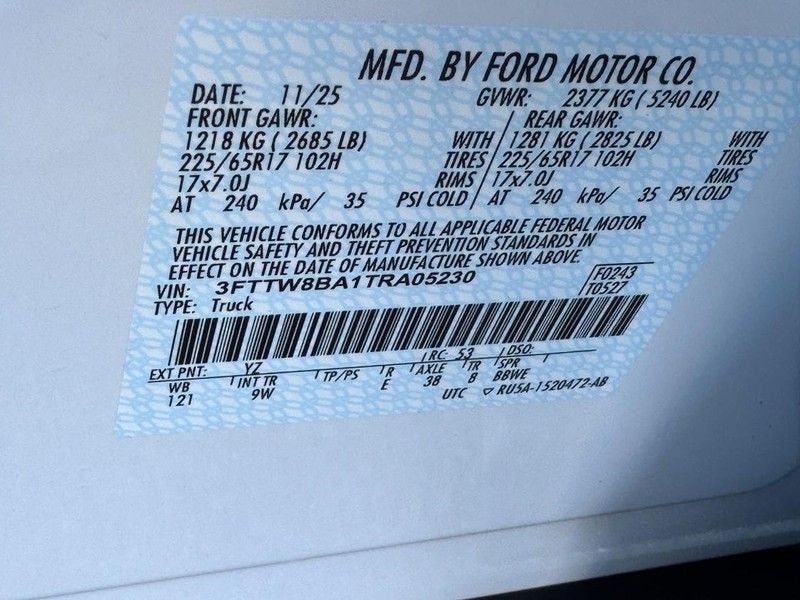 MFD. BY FORD MOTOR CO.
DATE: 11/25 GVWR: 2377 KG ( 5240 LB)
FRONT GAWR: REAR GAWR:
1218 KG ( 2685 LB) WITH 1281 KG ( 2825 LB) WITH
225/65R17 102H TIRES 225/65R17 102H TIRES
17x7.0J RIMS 17x7.0J RIMS
AT 240 kPa/ 35 PSI COLD AT 240 kPa/ 35 PSI COLD
THIS VEHICLE CONFORMS TO ALL APPLICABLE FEDERAL MOTOR
VEHICLE SAFETY AND THEFT PREVENTION STANDARDS IN
EFFECT ON THE DATE OF MANUFACTURE SHOWN ABOVE.
VIN: 3FTTW8BA1TRA05230 F0243
TYPE: Truck T0527
EXT PNT: YZ RC: 53 DSO:
WB INT TR TP/PS R AXLE TR SPR
121 9W E 38 8 BBWE
UTC ▽ RU5A-1520472-AB